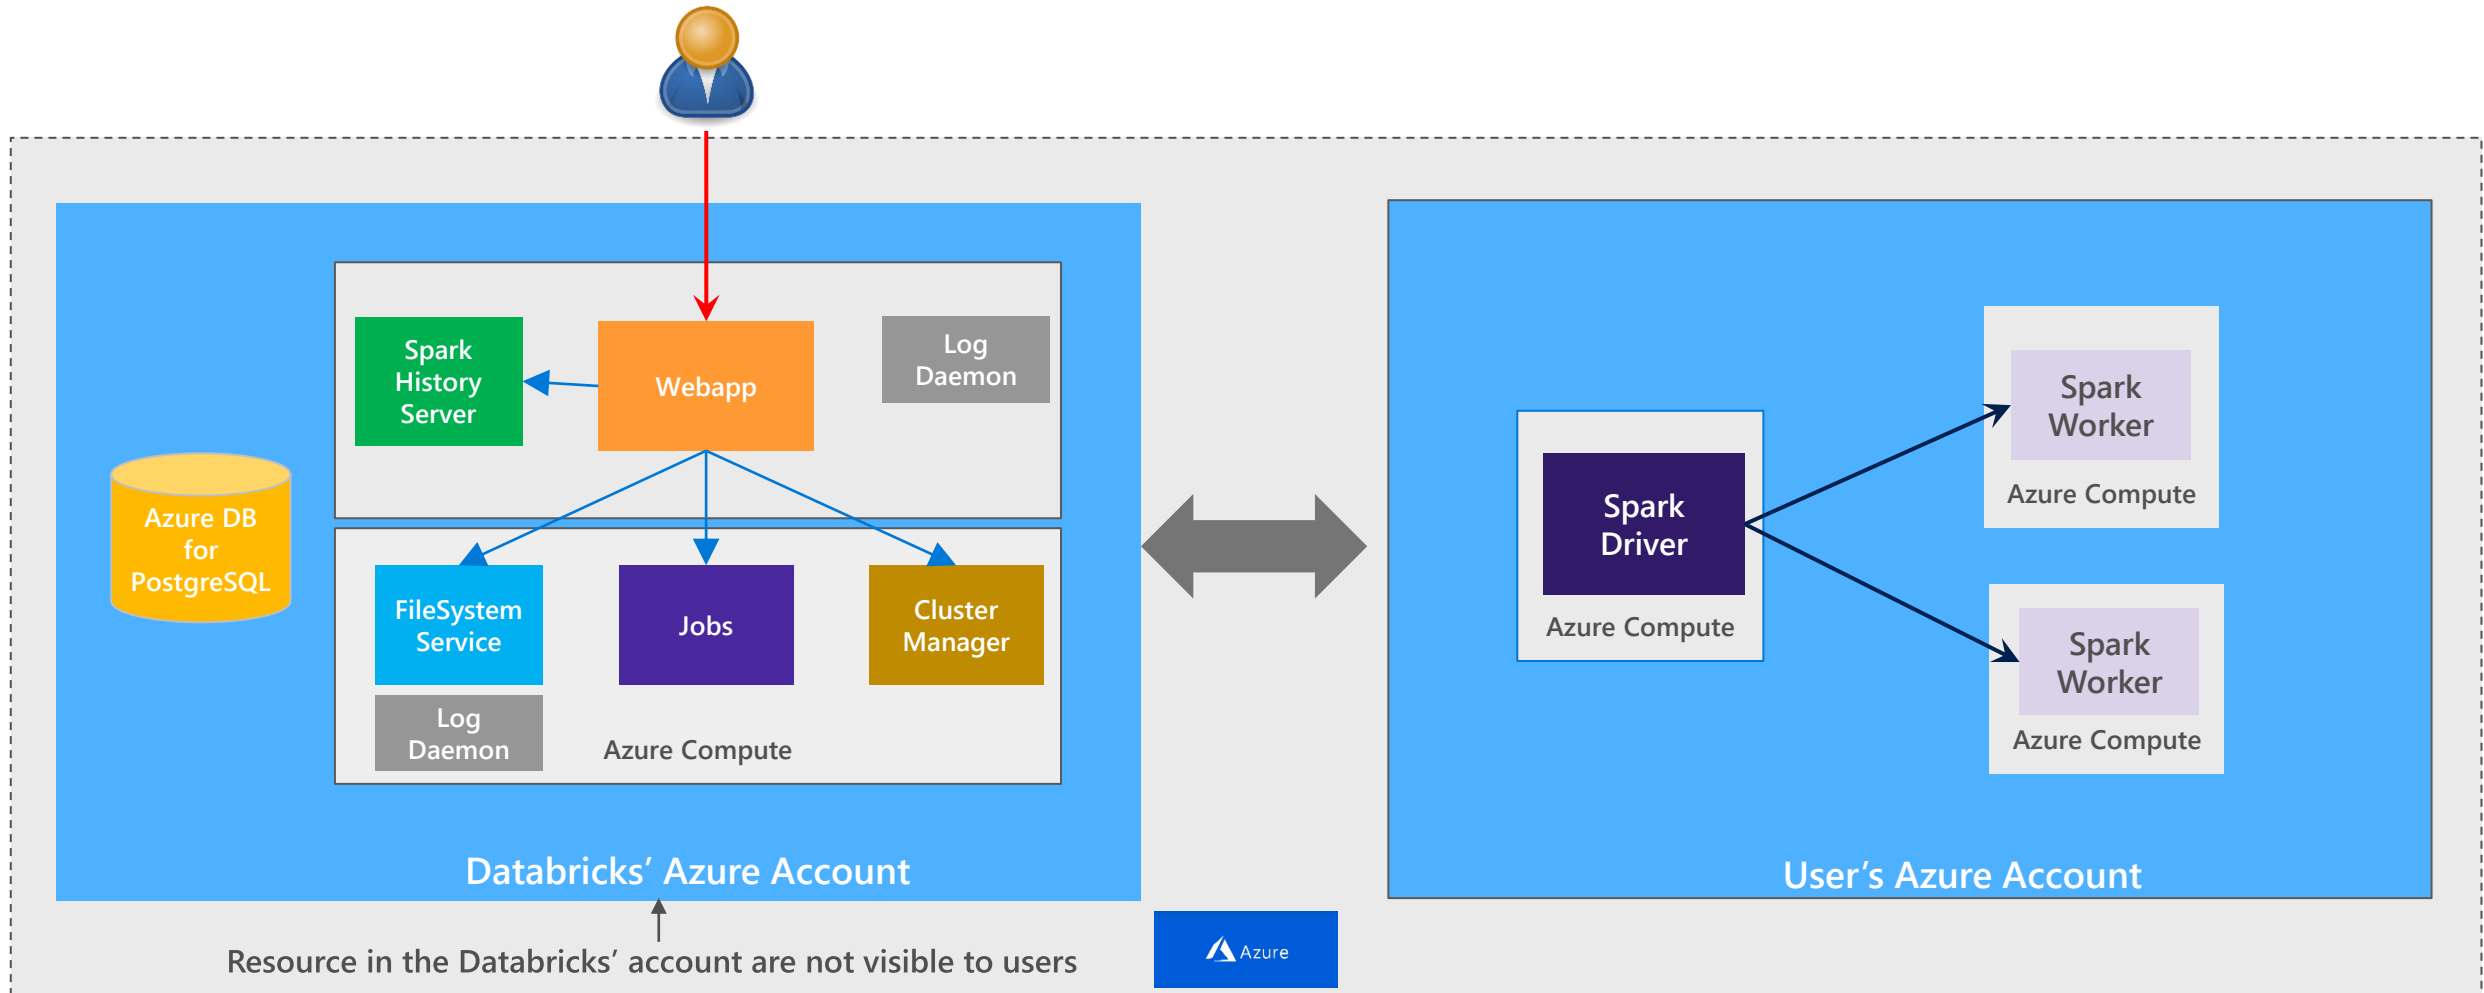 Spark
History
Server
Webapp
Log
Daemon
Azure DB
for
PostgreSQL
FileSystem
Service
Jobs
Cluster
Manager
Log
Daemon
Azure Compute
Databricks’ Azure Account
Resource in the Databricks’ account are not visible to users
Spark
Driver
Azure Compute
Spark
Worker
Azure Compute
Spark
Worker
Azure Compute
User’s Azure Account
Azure